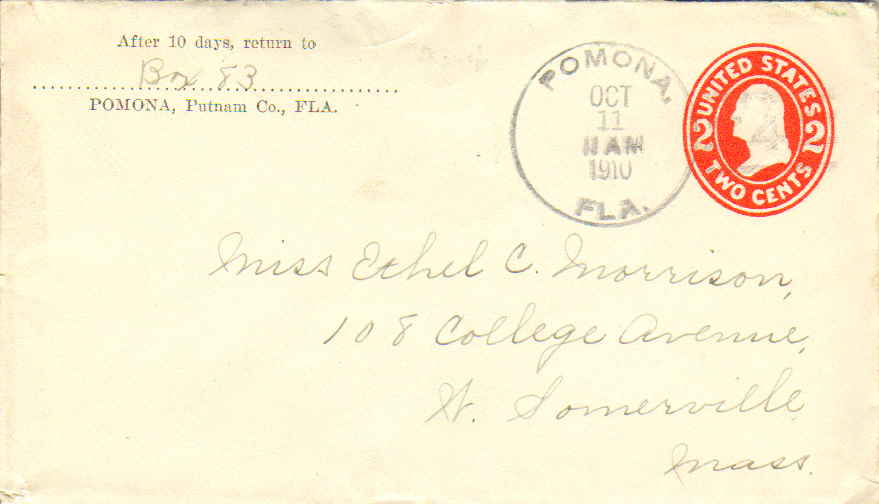 After 10 days, return to
Box 83
POMONA, Putnam Co., FLA.
POMONA,
OCT
11
11 AM
1910
FLA.
UNITED STATES
2 2
TWO CENTS
Miss Ethel C. Morrison,
108 College Avenue,
W. Somerville
Mass.